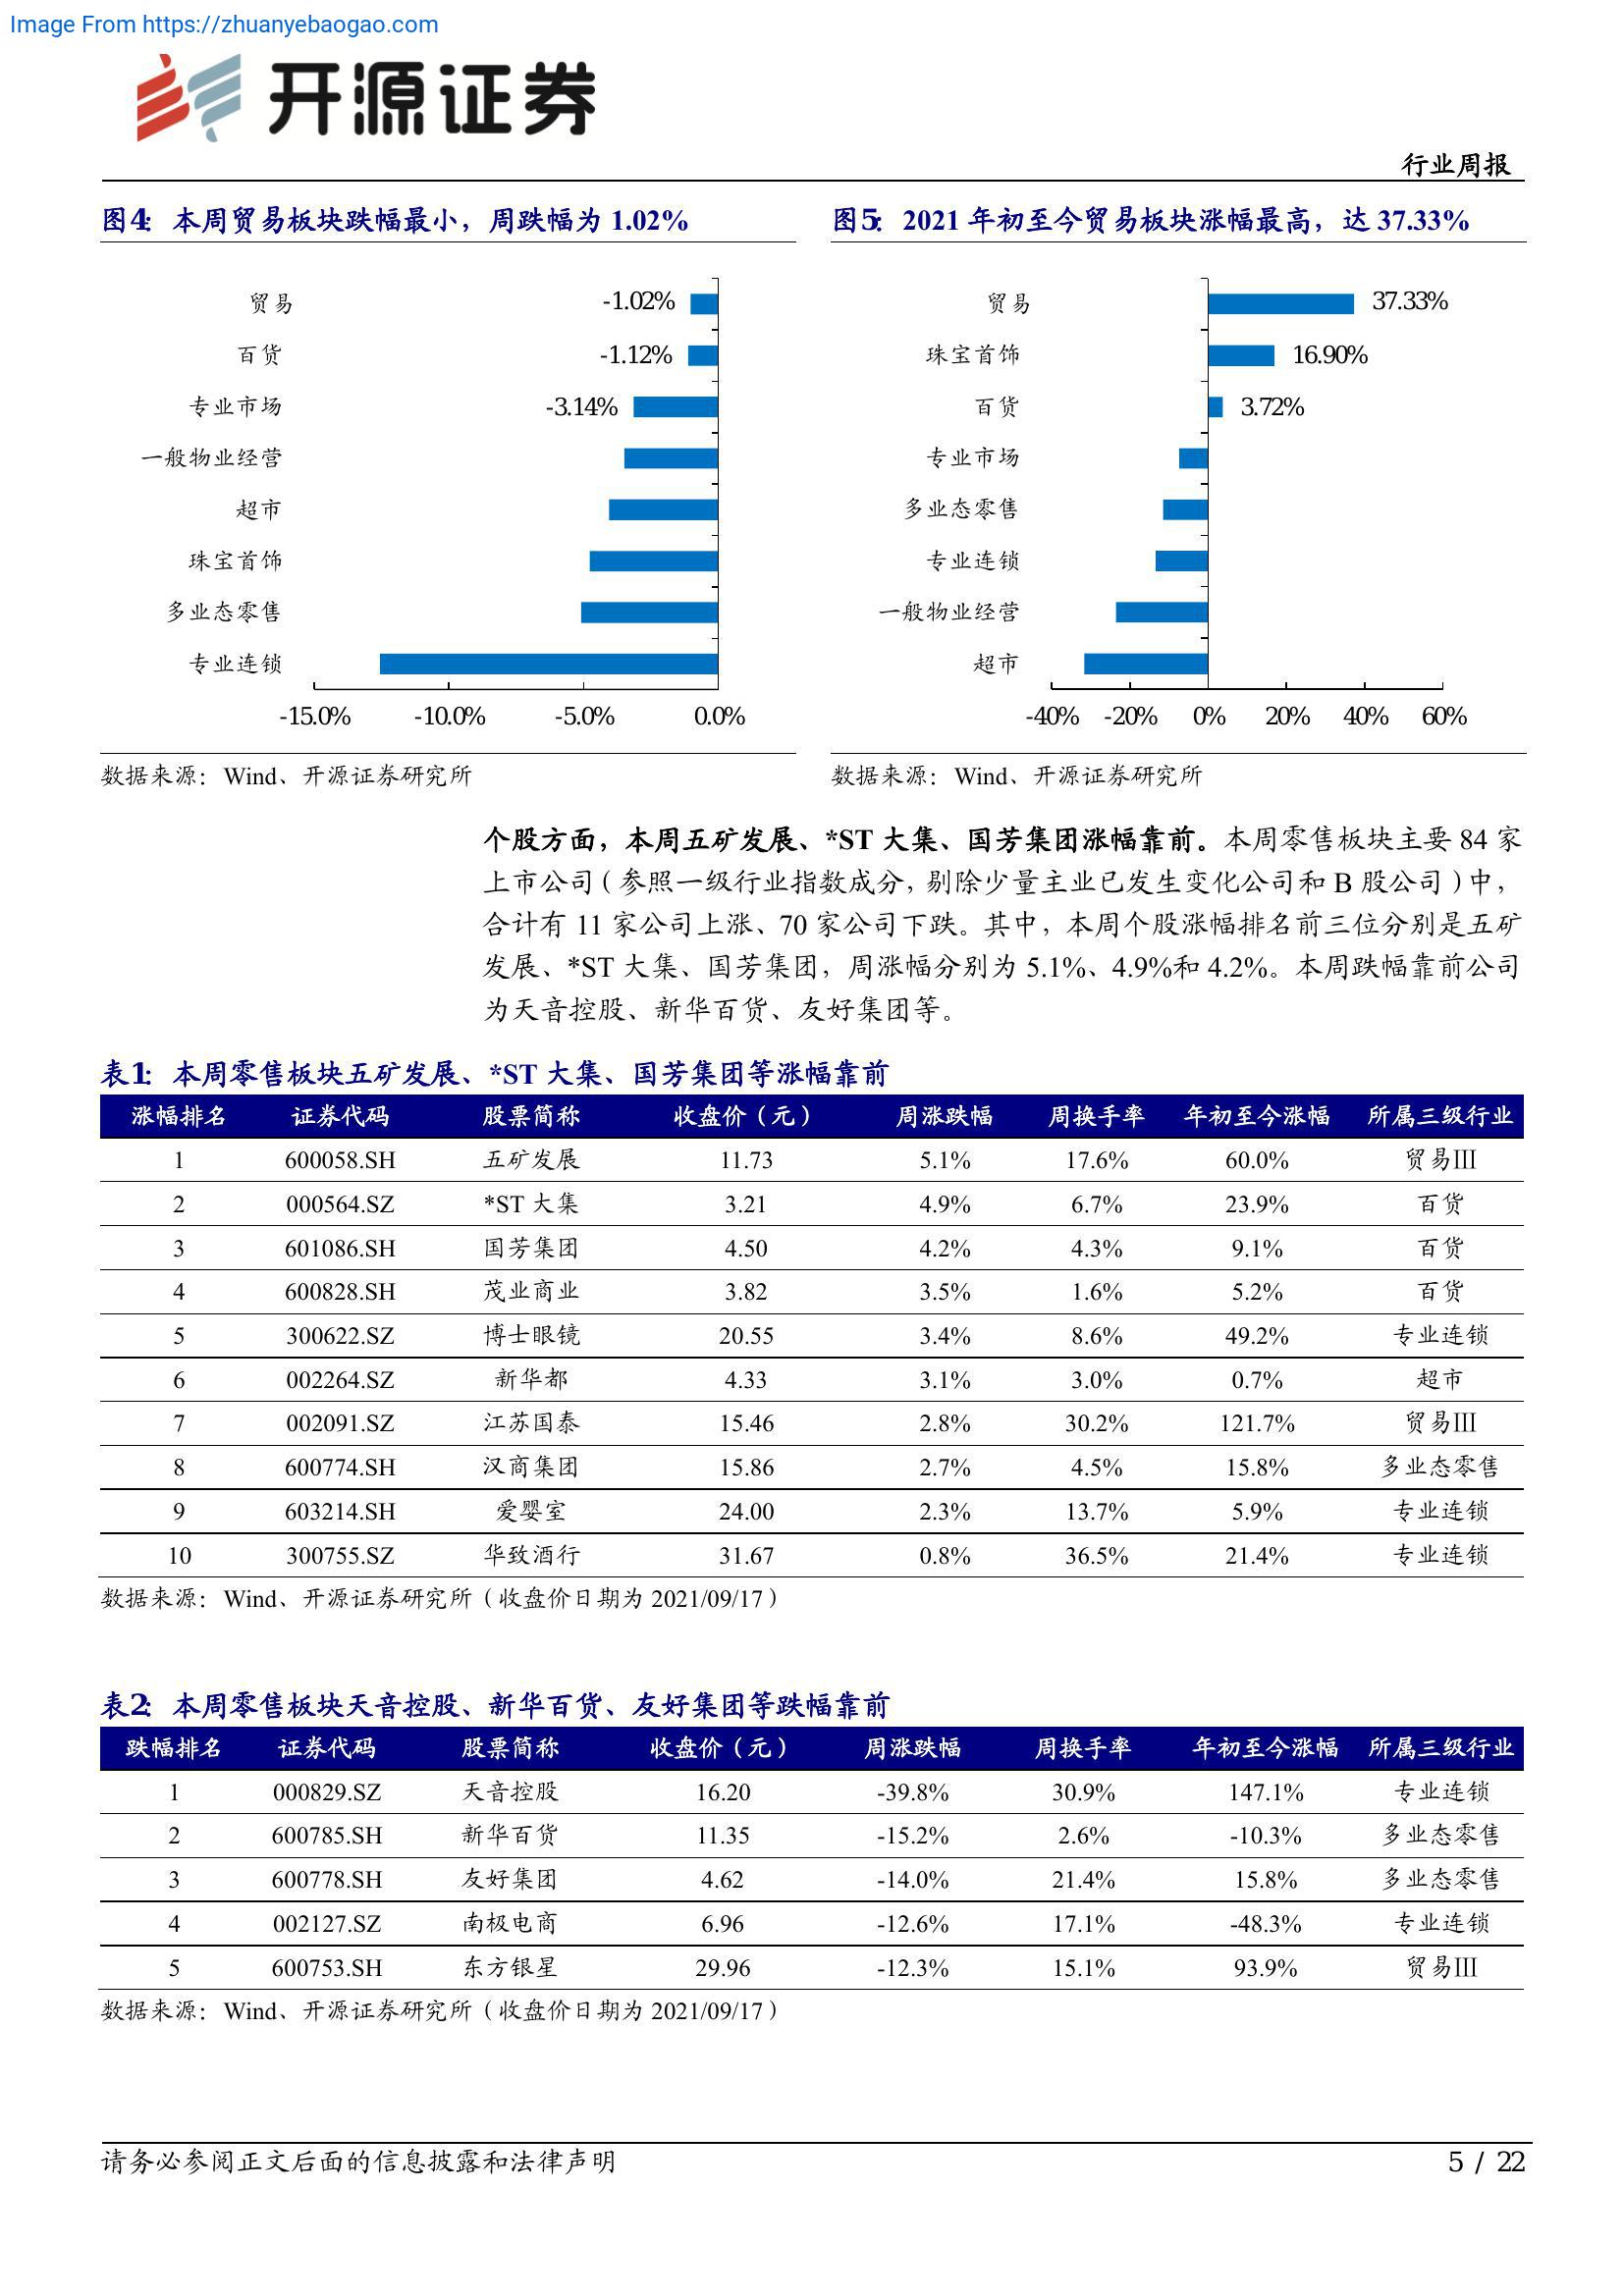 Image From https://zhuanyebaogao.com
开源证券
行业周报
图4： 本周贸易板块跌幅最小，周跌幅为 1.02%
贸易 -1.02%
百货 -1.12%
专业市场 -3.14%
一般物业经营
超市
珠宝首饰
多业态零售
专业连锁
-15.0% -10.0% -5.0% 0.0%
数据来源：Wind、开源证券研究所
图5： 2021 年初至今贸易板块涨幅最高，达 37.33%
贸易 37.33%
珠宝首饰 16.90%
百货 3.72%
专业市场
多业态零售
专业连锁
一般物业经营
超市
-40% -20% 0% 20% 40% 60%
数据来源：Wind、开源证券研究所
个股方面，本周五矿发展、*ST 大集、国芳集团涨幅靠前。本周零售板块主要 84 家
上市公司（参照一级行业指数成分，剔除少量主业已发生变化公司和 B 股公司）中，
合计有 11 家公司上涨、70 家公司下跌。其中，本周个股涨幅排名前三位分别是五矿
发展、*ST 大集、国芳集团，周涨幅分别为 5.1%、4.9%和 4.2%。本周跌幅靠前公司
为天音控股、新华百货、友好集团等。
表1： 本周零售板块五矿发展、*ST 大集、国芳集团等涨幅靠前
涨幅排名 证券代码 股票简称 收盘价（元） 周涨跌幅 周换手率 年初至今涨幅 所属三级行业
1 600058.SH 五矿发展 11.73 5.1% 17.6% 60.0% 贸易Ⅲ
2 000564.SZ *ST 大集 3.21 4.9% 6.7% 23.9% 百货
3 601086.SH 国芳集团 4.50 4.2% 4.3% 9.1% 百货
4 600828.SH 茂业商业 3.82 3.5% 1.6% 5.2% 百货
5 300622.SZ 博士眼镜 20.55 3.4% 8.6% 49.2% 专业连锁
6 002264.SZ 新华都 4.33 3.1% 3.0% 0.7% 超市
7 002091.SZ 江苏国泰 15.46 2.8% 30.2% 121.7% 贸易Ⅲ
8 600774.SH 汉商集团 15.86 2.7% 4.5% 15.8% 多业态零售
9 603214.SH 爱婴室 24.00 2.3% 13.7% 5.9% 专业连锁
10 300755.SZ 华致酒行 31.67 0.8% 36.5% 21.4% 专业连锁
数据来源：Wind、开源证券研究所（收盘价日期为 2021/09/17）
表2： 本周零售板块天音控股、新华百货、友好集团等跌幅靠前
跌幅排名 证券代码 股票简称 收盘价（元） 周涨跌幅 周换手率 年初至今涨幅 所属三级行业
1 000829.SZ 天音控股 16.20 -39.8% 30.9% 147.1% 专业连锁
2 600785.SH 新华百货 11.35 -15.2% 2.6% -10.3% 多业态零售
3 600778.SH 友好集团 4.62 -14.0% 21.4% 15.8% 多业态零售
4 002127.SZ 南极电商 6.96 -12.6% 17.1% -48.3% 专业连锁
5 600753.SH 东方银星 29.96 -12.3% 15.1% 93.9% 贸易Ⅲ
数据来源：Wind、开源证券研究所（收盘价日期为 2021/09/17）
请务必参阅正文后面的信息披露和法律声明
5 / 22